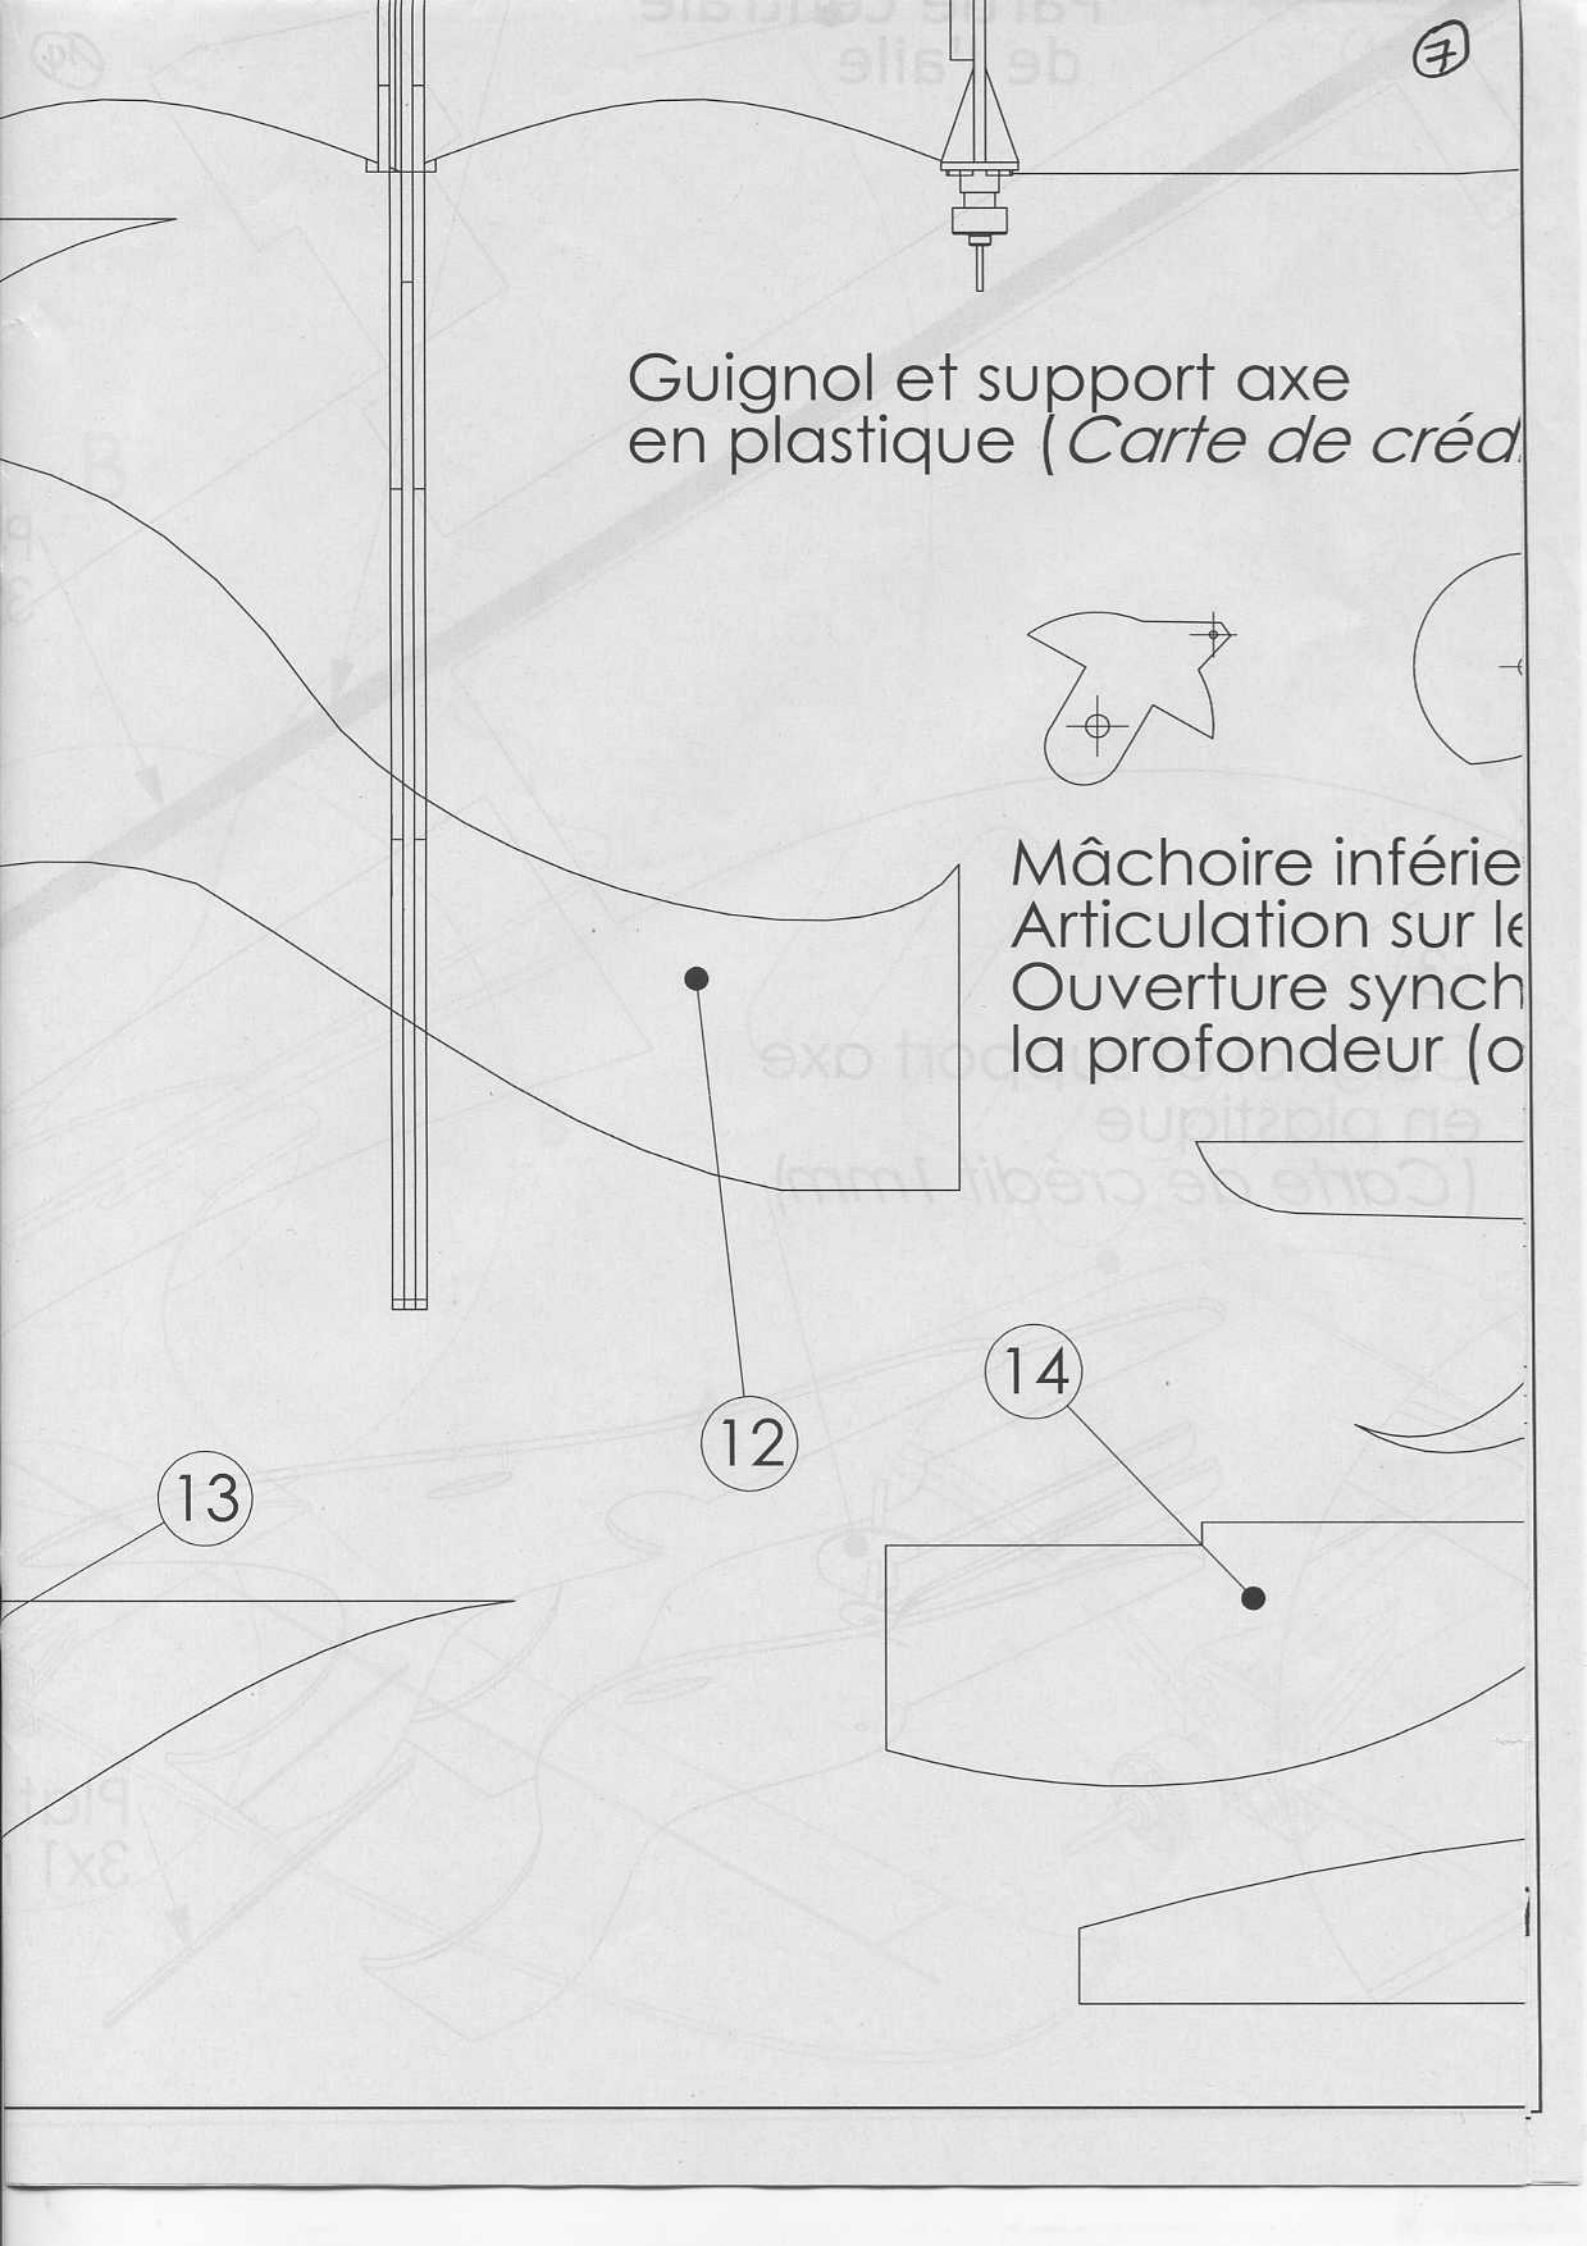 7
Guignol et support axe
en plastique (Carte de créd
Mâchoire inférie
Articulation sur le
Ouverture synch
la profondeur (o
14
12
13